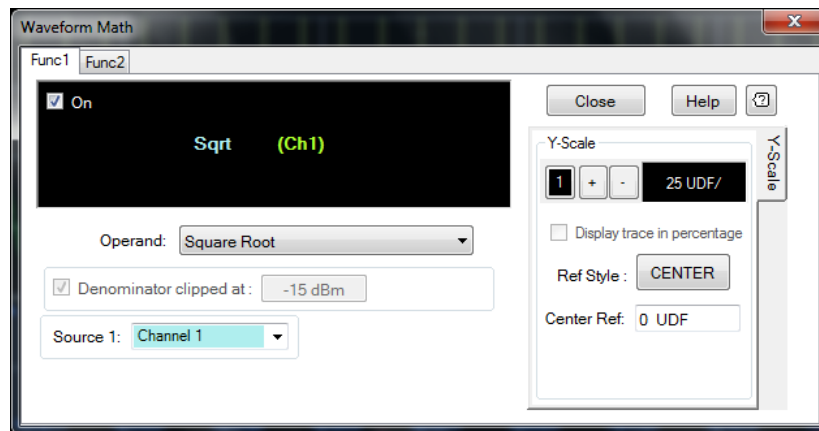 Waveform Math
x
Func1 Func2
On
Sqrt (Ch1)
Close Help
Operand: Square Root
Denominator clipped at : -15 dBm
Source 1: Channel 1
Y-Scale
Y-Scale
1 + - 25 UDF/
Display trace in percentage
Ref Style : CENTER
Center Ref: 0 UDF